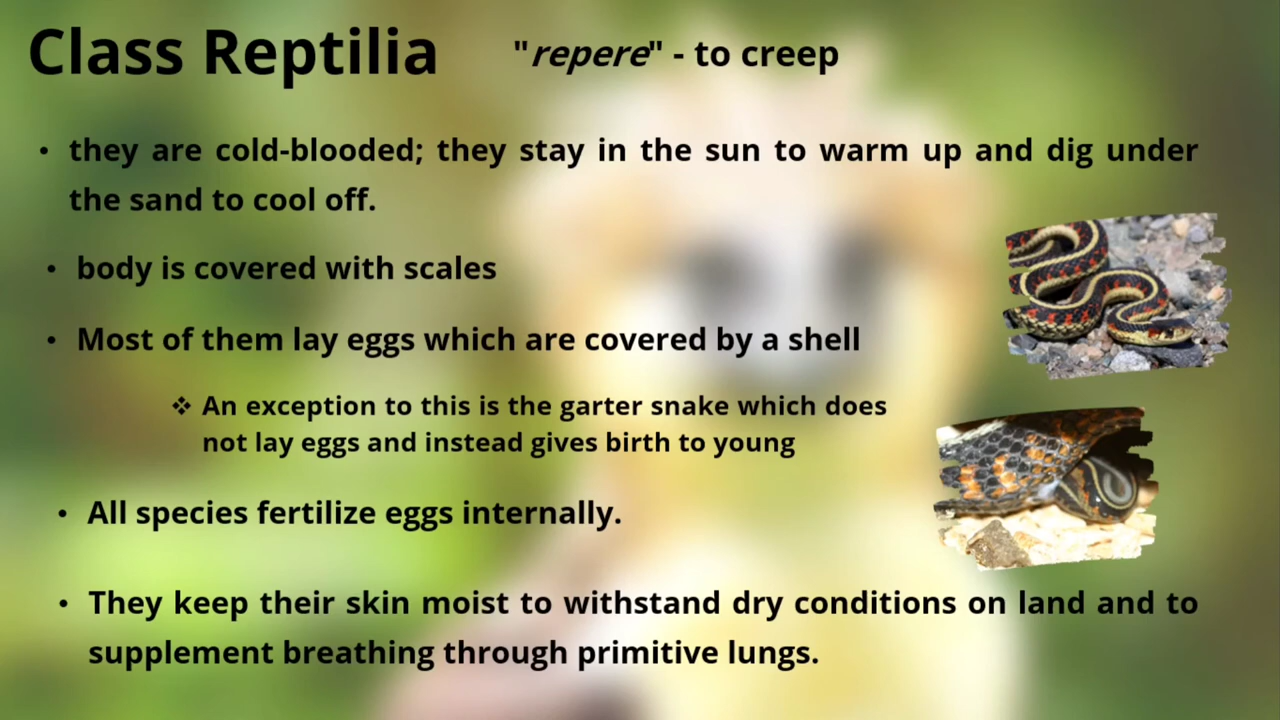 Class Reptilia "repere" - to creep
• they are cold-blooded; they stay in the sun to warm up and dig under
the sand to cool off.
• body is covered with scales
• Most of them lay eggs which are covered by a shell
❖ An exception to this is the garter snake which does
not lay eggs and instead gives birth to young
• All species fertilize eggs internally.
• They keep their skin moist to withstand dry conditions on land and to
supplement breathing through primitive lungs.